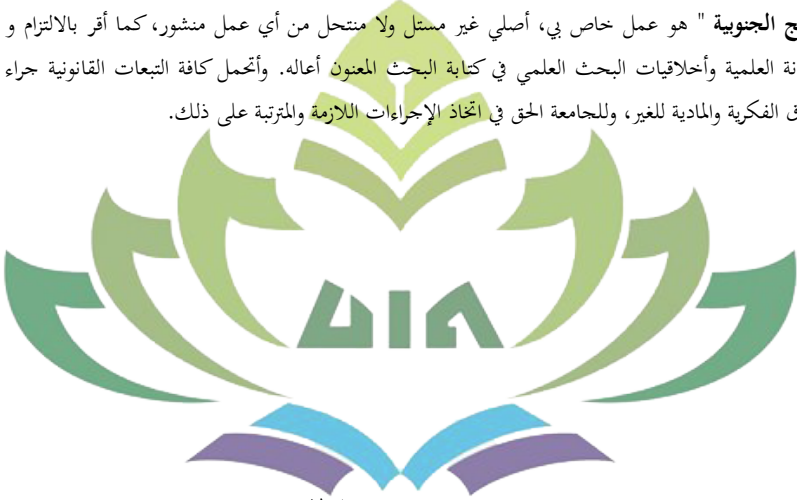 ج الجنوبية " هو عمل خاص بي، أصلي غير مستل ولا منتحل من أي عمل منشور، كما أقر بالالتزام و
نة العلمية وأخلاقيات البحث العلمي في كتابة البحث المعنون أعاله. وأتحمل كافة التبعات القانونية جراء
ق الفكرية والمادية للغير، وللجامعة الحق في اتخاذ الإجراءات اللازمة والمترتبة على ذلك.
UIN